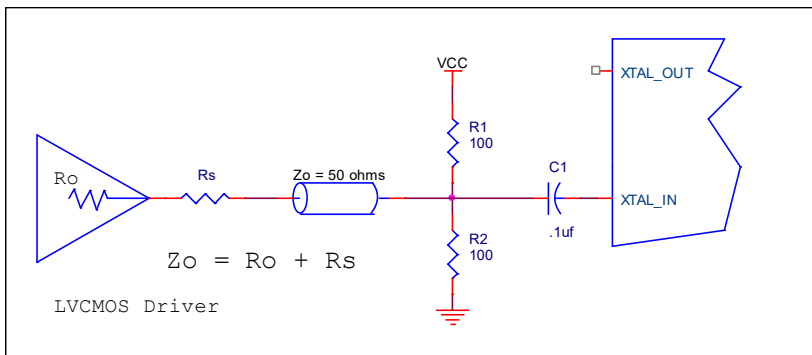 VCC
XTAL_OUT
R1
100
Ro
Rs
Zo = 50 ohms
C1
XTAL_IN
.1uf
R2
100
Zo = Ro + Rs
LVCMOS Driver